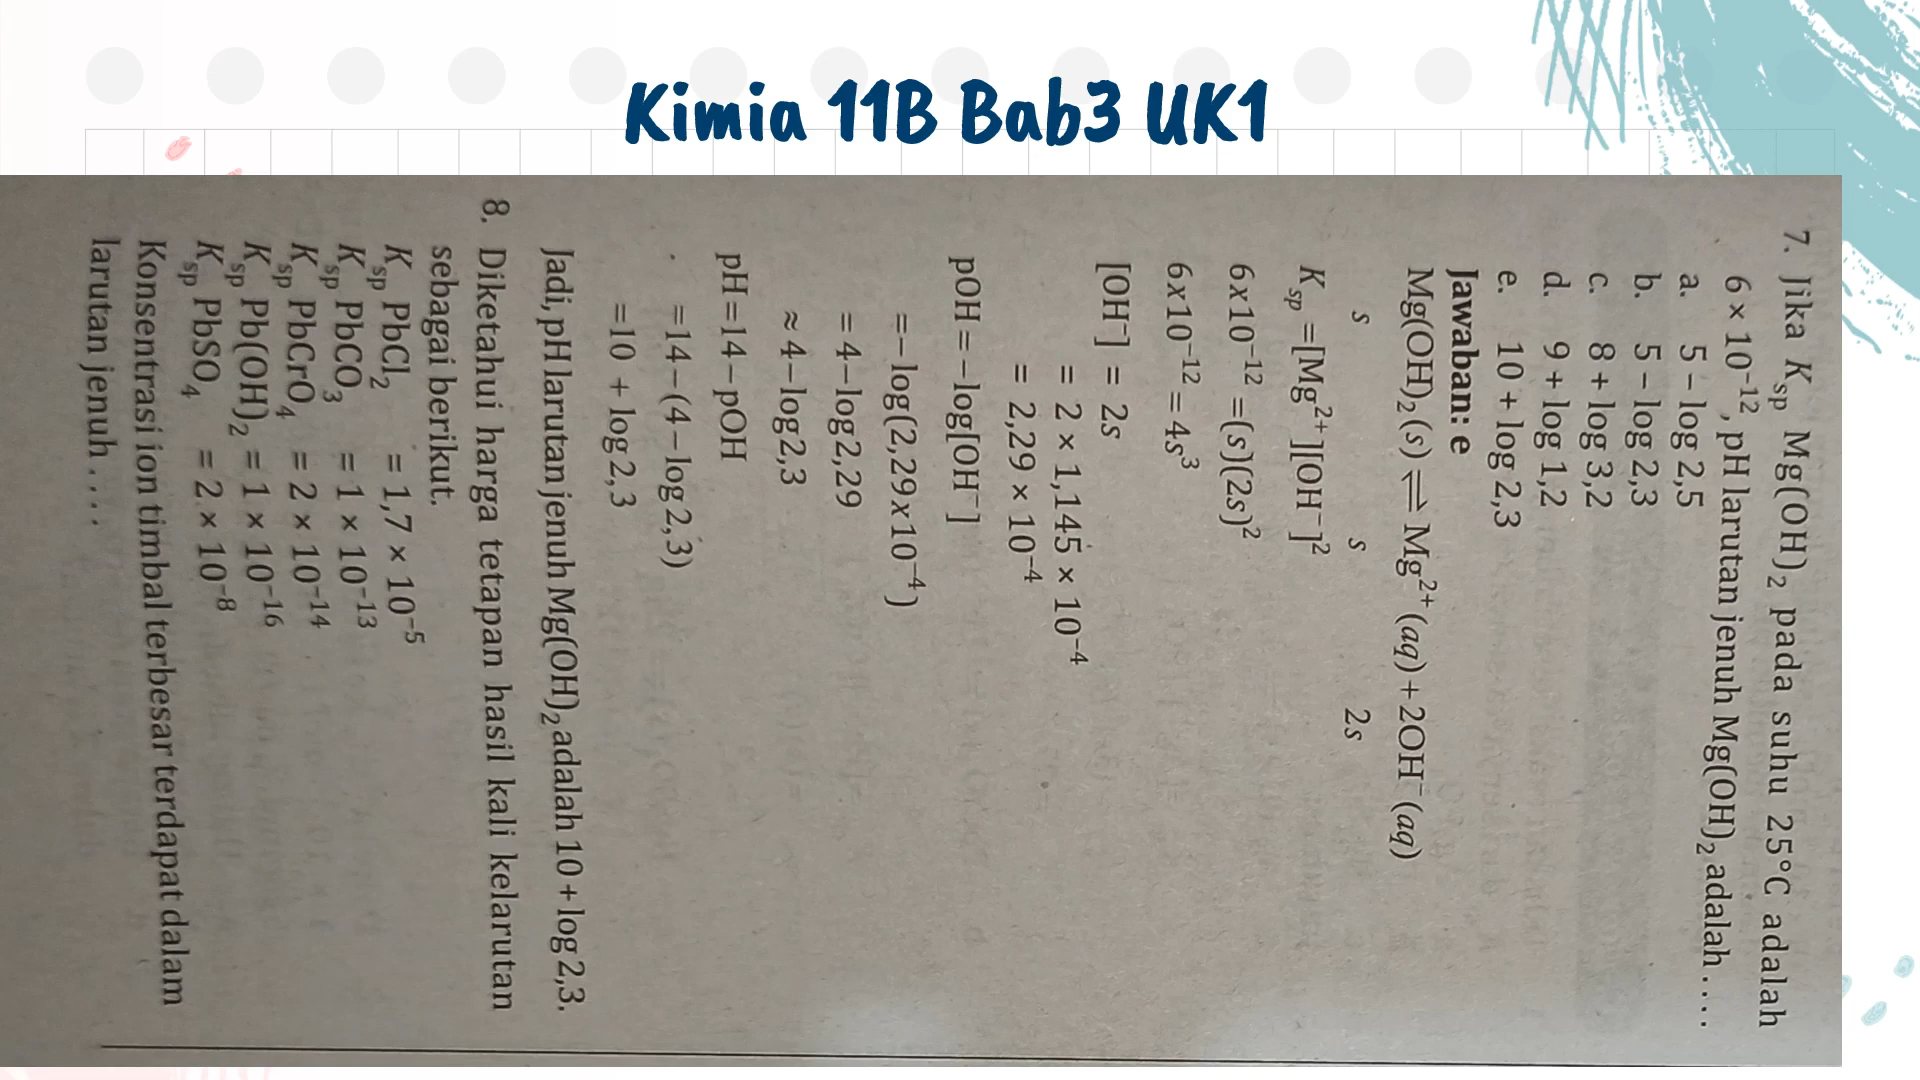 Kimia 11B Bab3 UK1
7. Jika Ksp Mg(OH)2 pada suhu 25°C adalah
6 × 10⁻¹², pH larutan jenuh Mg(OH)2 adalah . . . .
a. 5 – log 2,5
b. 5 – log 2,3
c. 8 + log 3,2
d. 9 + log 1,2
e. 10 + log 2,3
Jawaban: e
Mg(OH)₂(s) ⇌ Mg²⁺(aq) + 2OH⁻(aq)
s s 2s
Ksp = [Mg²⁺][OH⁻]²
6x10⁻¹² = (s)(2s)²
6x10⁻¹² = 4s³
[OH⁻] = 2s
= 2 × 1,145 × 10⁻⁴
= 2,29 × 10⁻⁴
pOH = – log[OH⁻]
= – log(2,29x10⁻⁴)
= 4 – log2,29
≈ 4 – log2,3
pH = 14 – pOH
= 14 – (4 – log2,3)
= 10 + log2,3
Jadi, pH larutan jenuh Mg(OH)₂ adalah 10 + log 2,3.
8. Diketahui harga tetapan hasil kali kelarutan
sebagai berikut.
Ksp PbCl₂ = 1,7 × 10⁻⁵
Ksp PbCO₃ = 1 × 10⁻¹³
Ksp PbCrO₄ = 2 × 10⁻¹⁴
Ksp Pb(OH)₂ = 1 × 10⁻¹⁶
Ksp PbSO₄ = 2 × 10⁻⁸
Konsentrasi ion timbal terbesar terdapat dalam
larutan jenuh . . . .